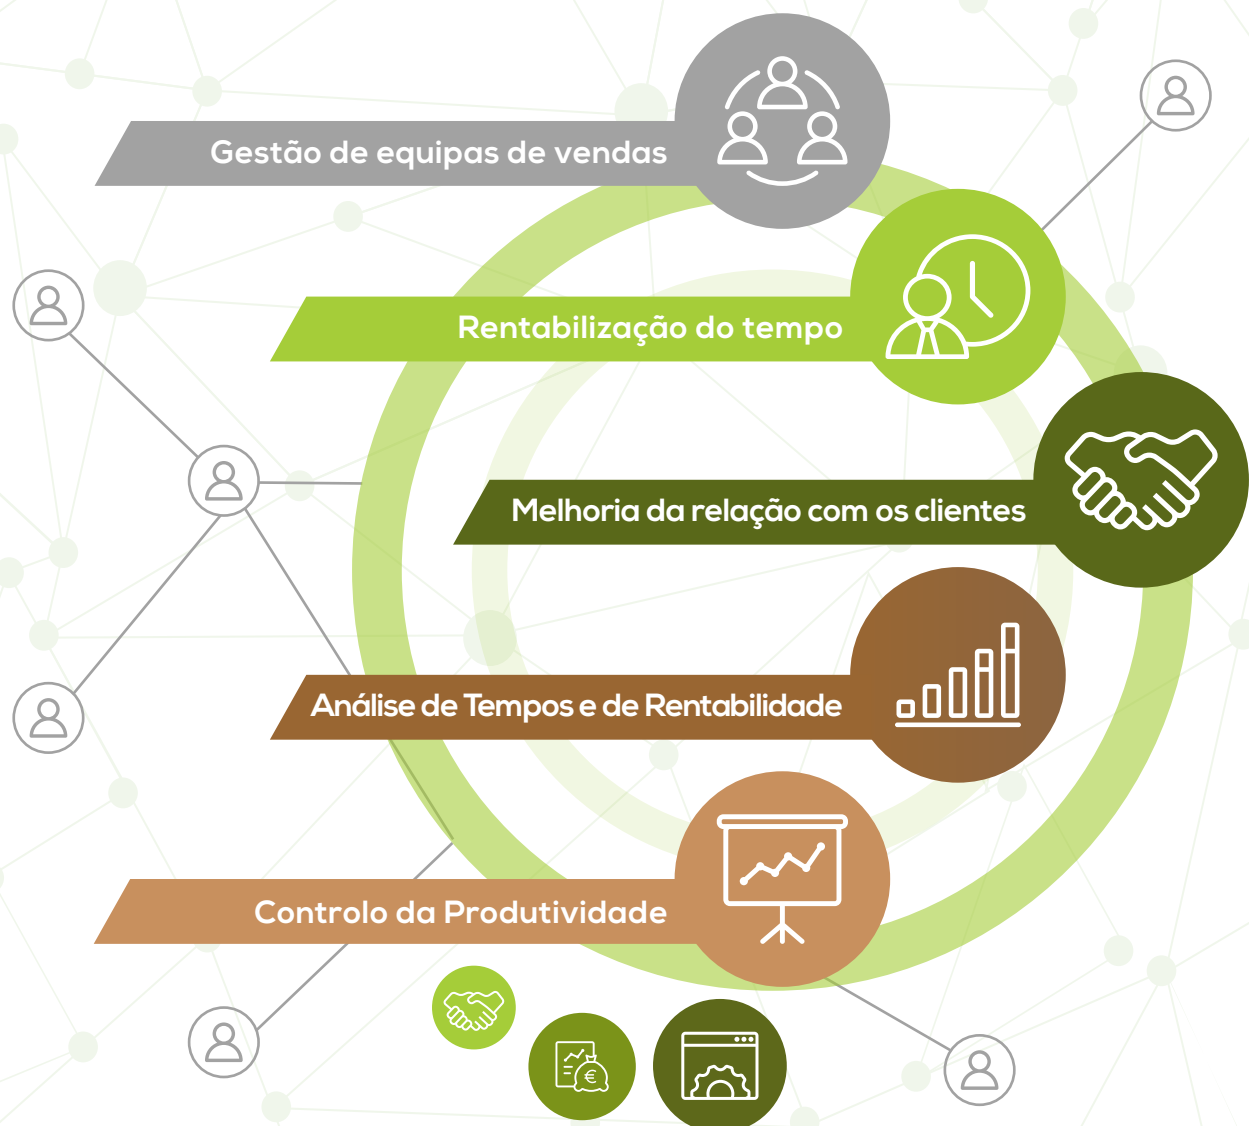 Gestão de equipas de vendas
Rentabilização do tempo
Melhoria da relação com os clientes
Análise de Tempos e de Rentabilidade
Controlo da Produtividade
€